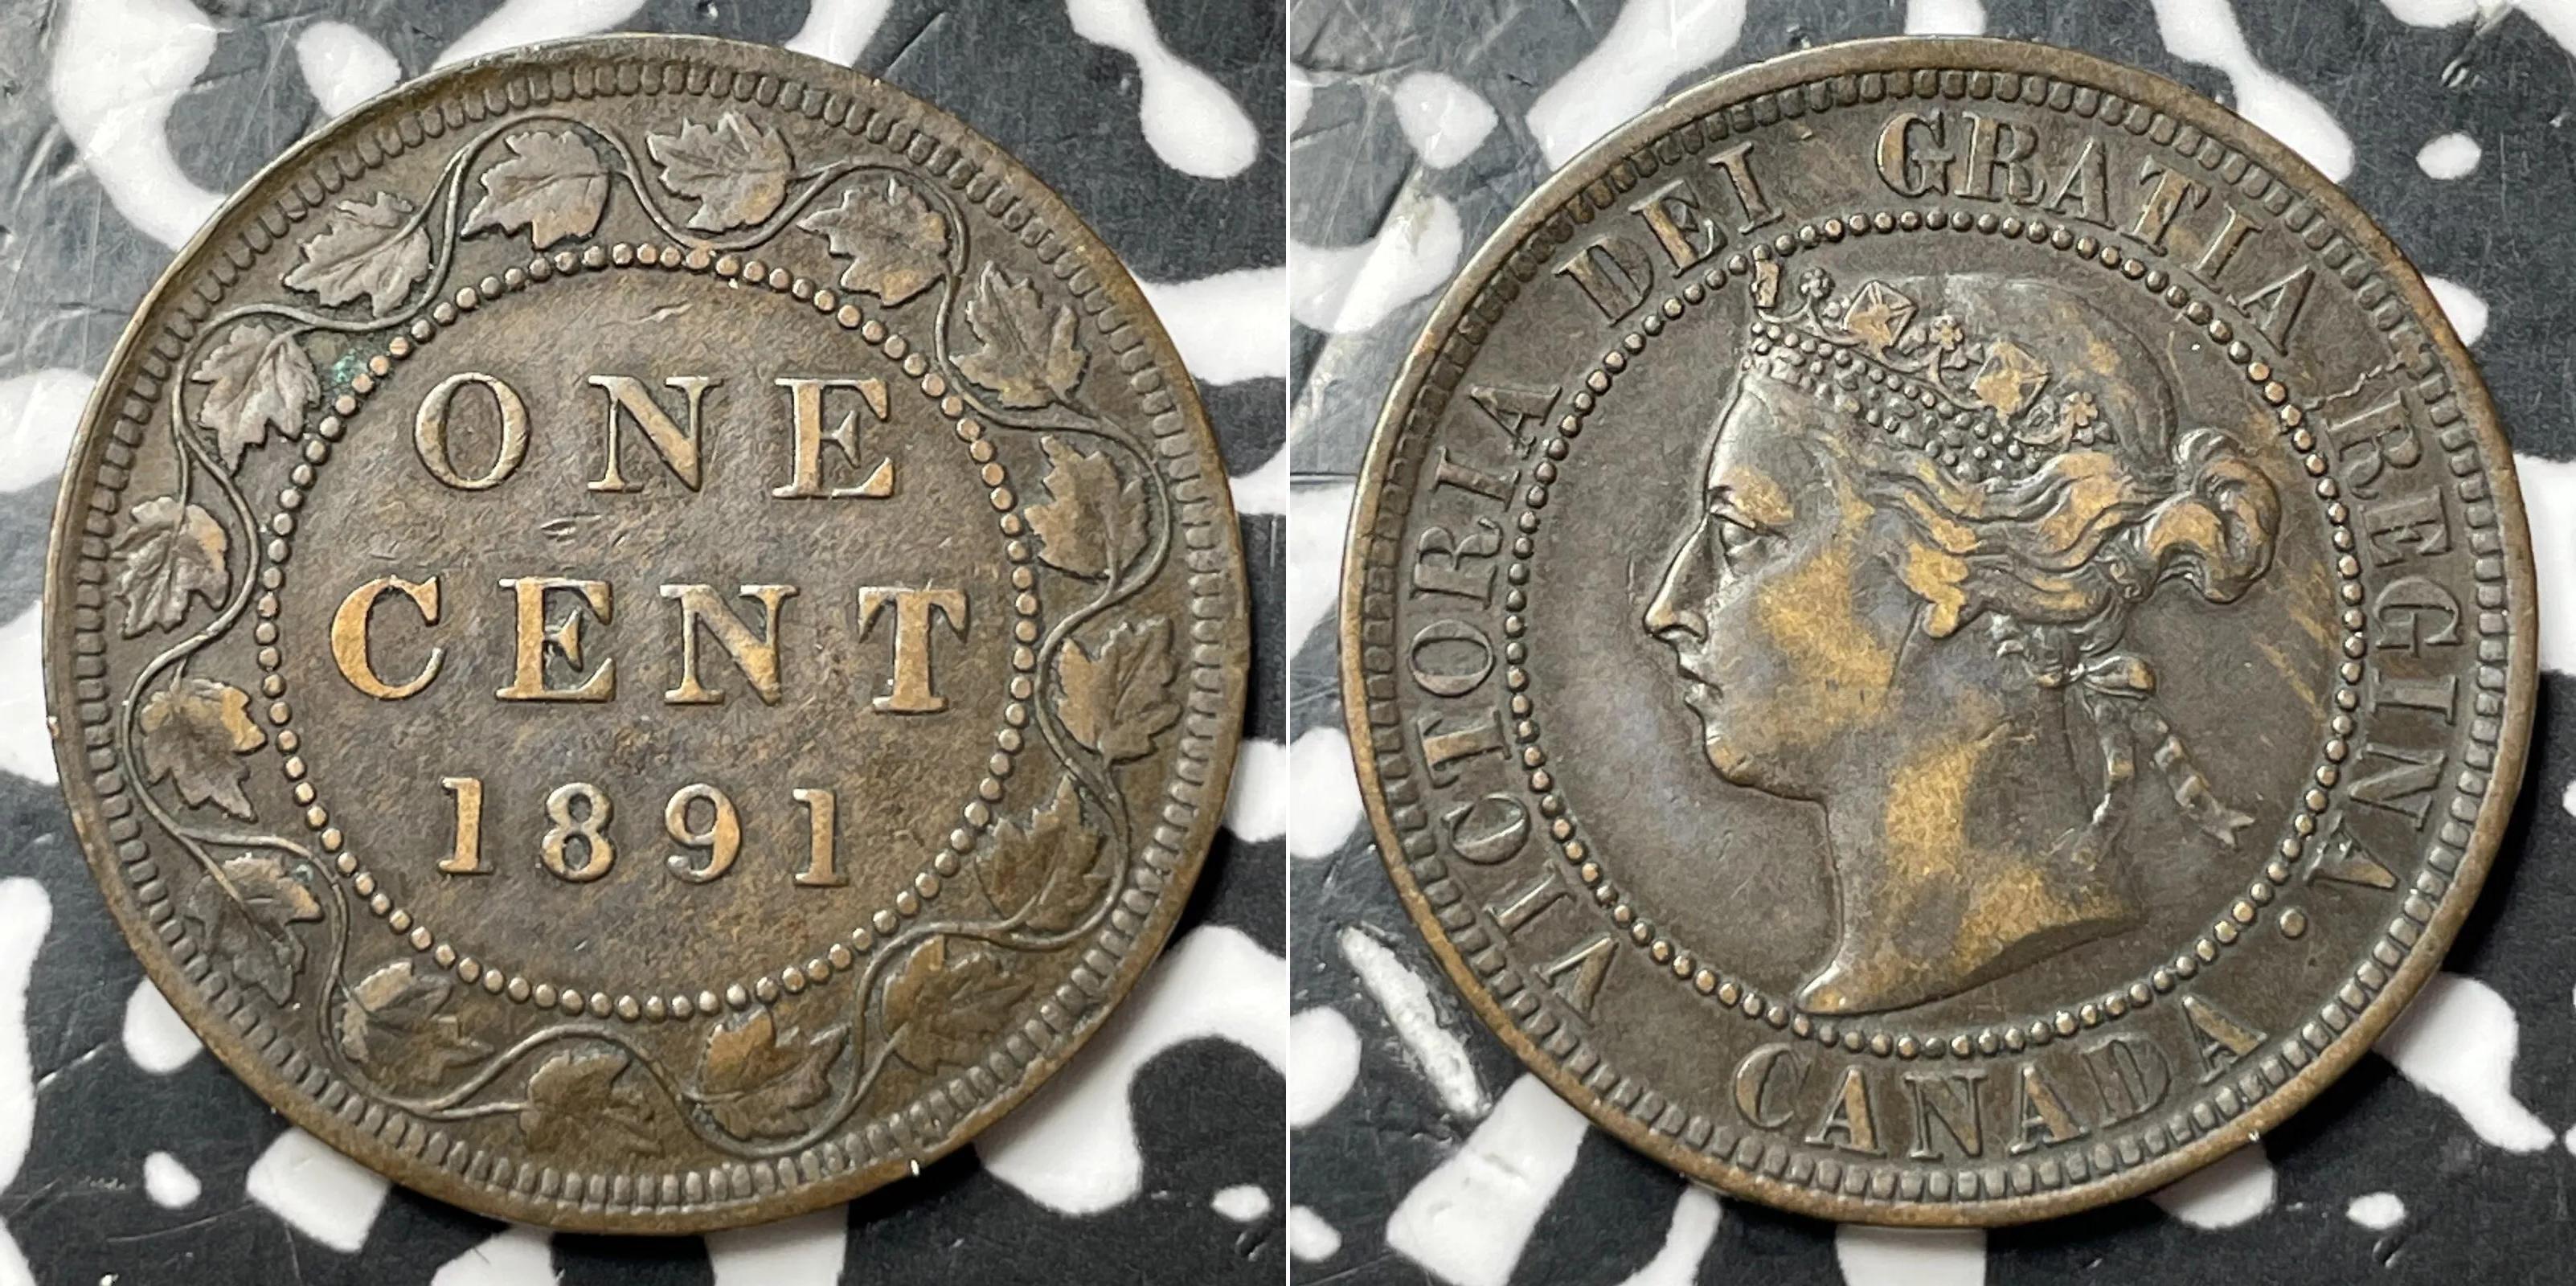 ONE
CENT
1891
VICTORIA DEI GRATIA REGINA.
CANADA